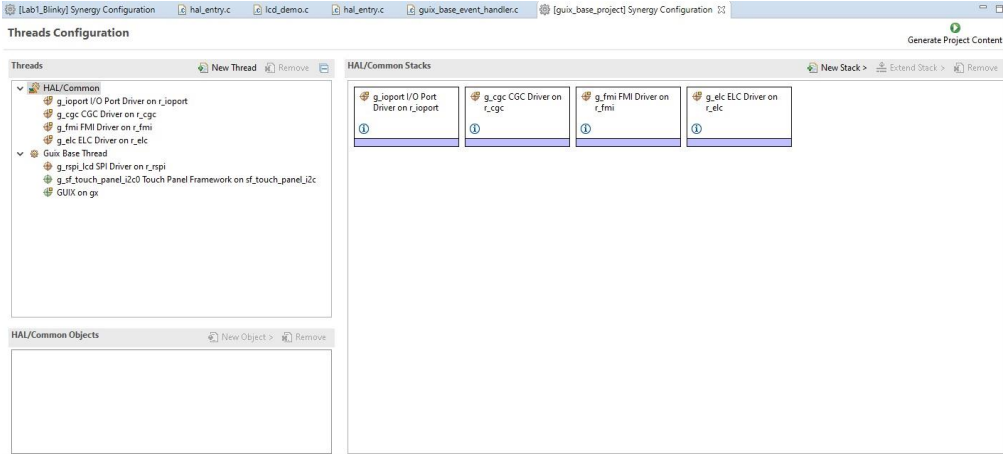 [Lab1_Blinky] Synergy Configuration
hal_entry.c
lcd_demo.c
hal_entry.c
guix_base_event_handler.c
[guix_base_project] Synergy Configuration
Threads Configuration
Generate Project Content
Threads
New Thread
Remove
HAL/Common
g_ioport I/O Port Driver on r_ioport
g_cgc CGC Driver on r_cgc
g_fmi FMI Driver on r_fmi
g_elc ELC Driver on r_elc
Guix Base Thread
g_rspi_lcd SPI Driver on r_rspi
g_sf_touch_panel_i2c0 Touch Panel Framework on sf_touch_panel_i2c
GUIX on gx
HAL/Common Objects
New Object >
Remove
HAL/Common Stacks
New Stack >
Extend Stack >
Remove
g_ioport I/O Port
Driver on r_ioport
g_cgc CGC Driver on
r_cgc
g_fmi FMI Driver on
r_fmi
g_elc ELC Driver on
r_elc